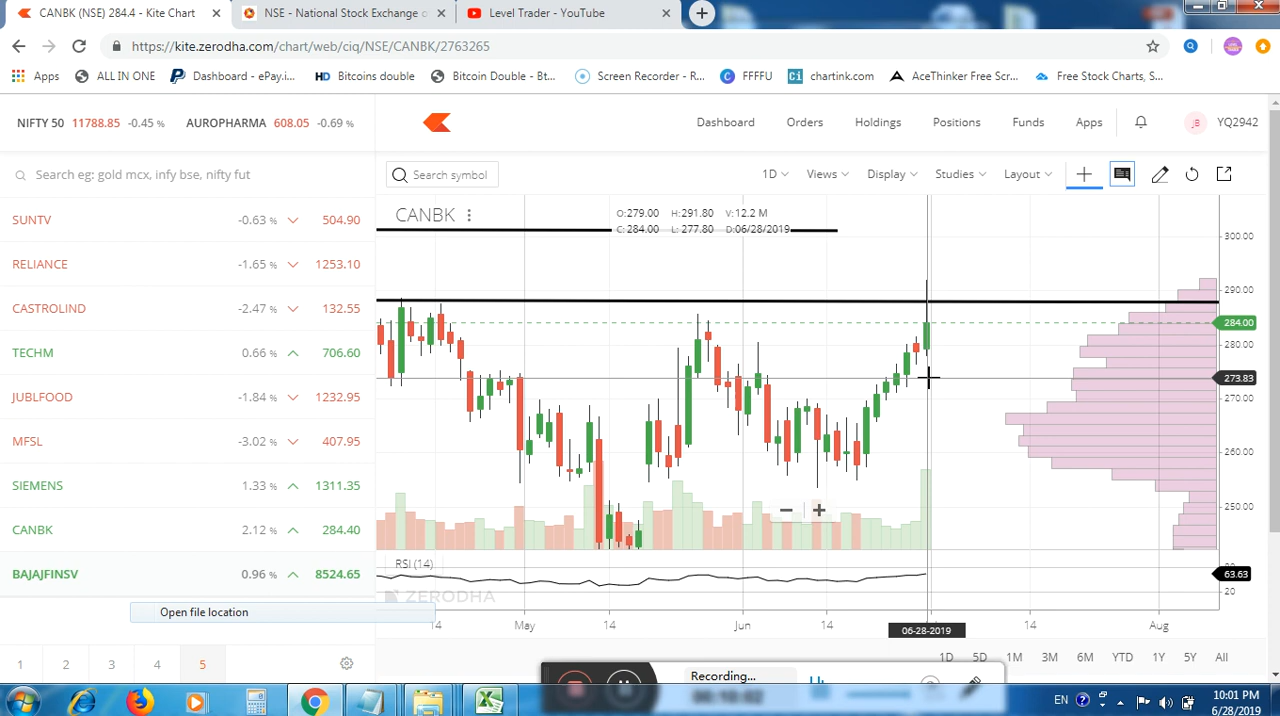 CANBK (NSE) 284.4 - Kite Chart
NSE - National Stock Exchange o
Level Trader - YouTube
https://kite.zerodha.com/chart/web/ciq/NSE/CANBK/2763265
Apps
ALL IN ONE
Dashboard - ePay.i...
HD Bitcoins double
Bitcoin Double - Bt...
Screen Recorder - R...
FFFFU
Ci chartink.com
AceThinker Free Scr...
Free Stock Charts, S...
NIFTY 50 11788.85 -0.45 %
AUROPHARMA 608.05 -0.69 %
Dashboard
Orders
Holdings
Positions
Funds
Apps
JB YQ2942
Search eg: gold mcx, infy bse, nifty fut
Search symbol
1D
Views
Display
Studies
Layout
SUNTV -0.63 % 504.90
RELIANCE -1.65 % 1253.10
CASTROLIND -2.47 % 132.55
TECHM 0.66 % 706.60
JUBLFOOD -1.84 % 1232.95
MFSL -3.02 % 407.95
SIEMENS 1.33 % 1311.35
CANBK 2.12 % 284.40
BAJAJFINSV 0.96 % 8524.65
Open file location
1 2 3 4 5
CANBK
O:279.00 H:291.80 V:12.2 M
C: 284.00 L: 277.80 D:06/28/2019
300.00
290.00
284.00
280.00
273.83
270.00
260.00
250.00
RSI (14)
63.63
20
ZERODHA
14 May 14 Jun 14 14 Aug
06-28-2019
1D 5D 1M 3M 6M YTD 1Y 5Y All
Recording...
00:10:02
EN
10:01 PM
6/28/2019